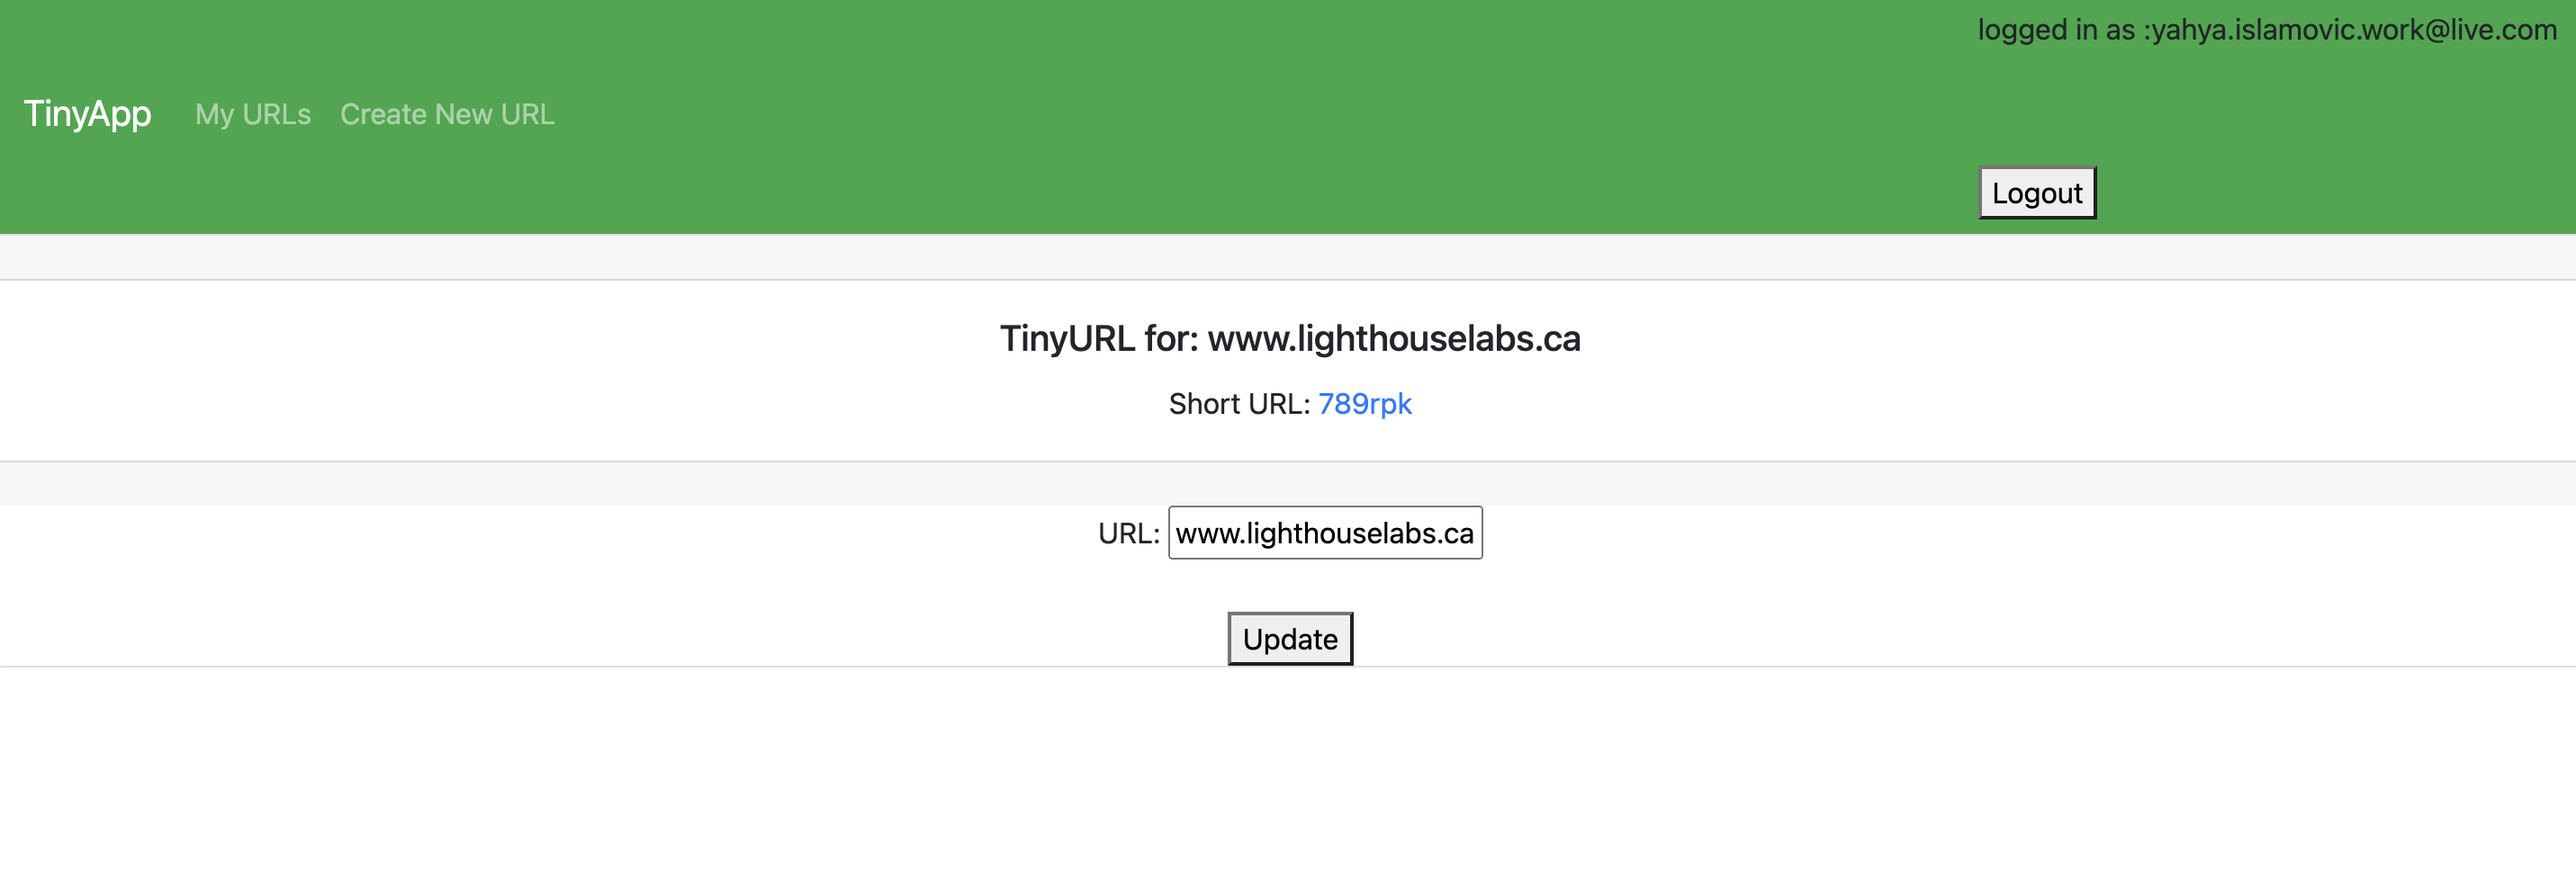 logged in as :yahya.islamovic.work@live.com
TinyApp My URLs Create New URL
Logout
TinyURL for: www.lighthouselabs.ca
Short URL: 789rpk
URL: www.lighthouselabs.ca
Update